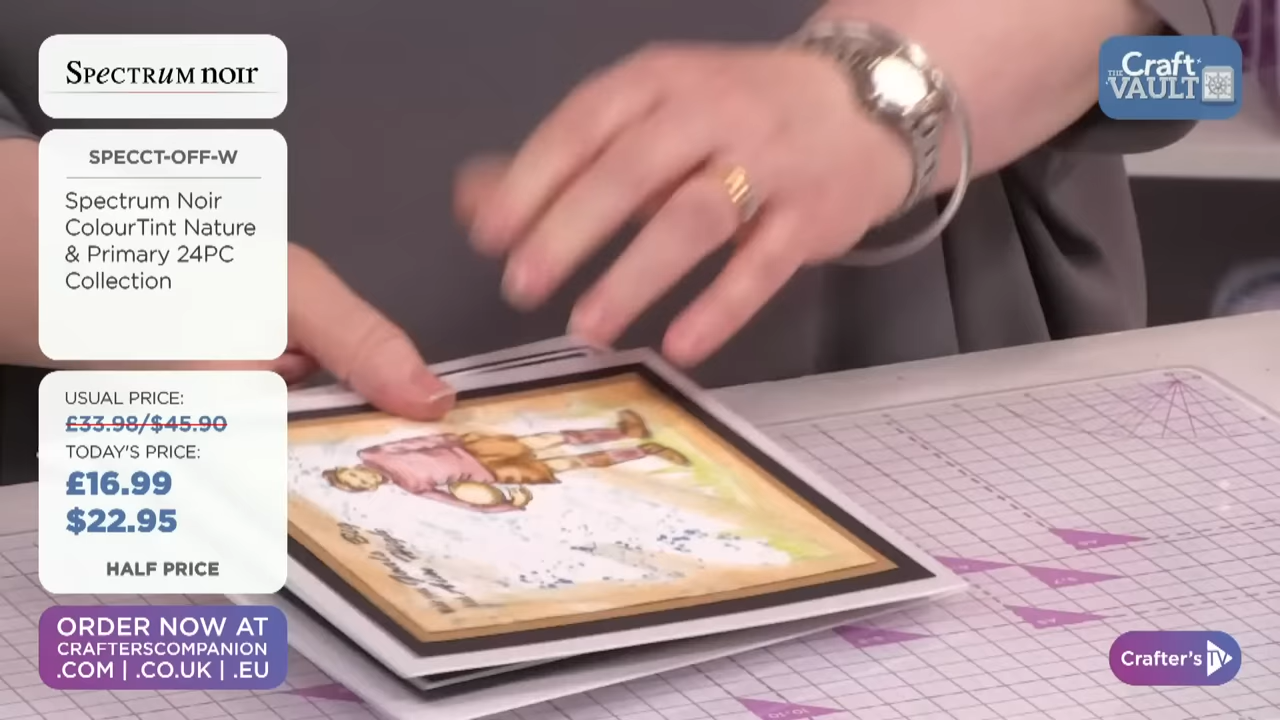 SPECTRUM NOIR
SPECCT-OFF-W
Spectrum Noir
ColourTint Nature
& Primary 24PC
Collection
USUAL PRICE:
£33.98/$45.90
TODAY'S PRICE:
£16.99
$22.95
HALF PRICE
ORDER NOW AT
CRAFTERSCOMPANION
.COM | .CO.UK | .EU
THE Craft
VAULT
Crafter's TV